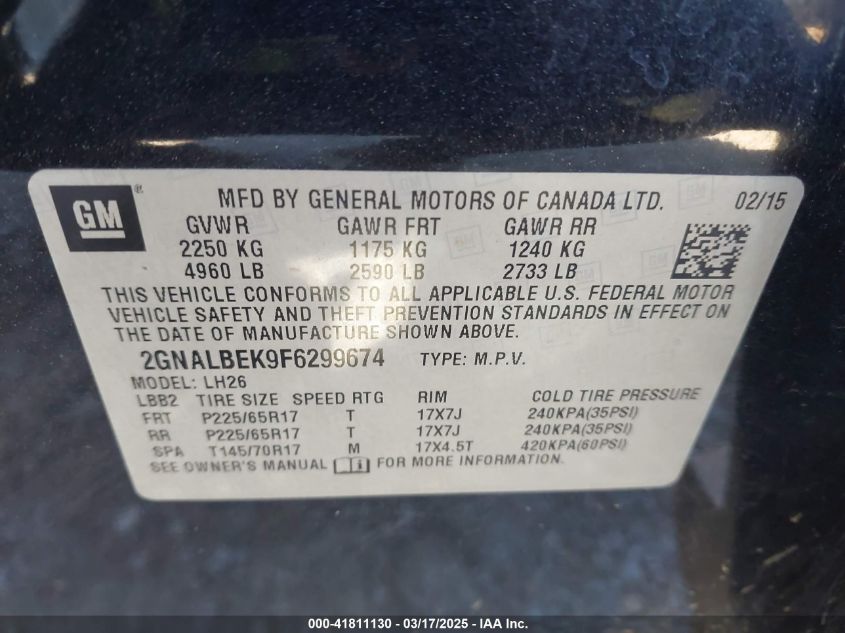 GM ® MFD BY GENERAL MOTORS OF CANADA LTD. 02/15
GVWR GAWR FRT GAWR RR
2250 KG 1175 KG 1240 KG
4960 LB 2590 LB 2733 LB
THIS VEHICLE CONFORMS TO ALL APPLICABLE U.S. FEDERAL MOTOR
VEHICLE SAFETY AND THEFT PREVENTION STANDARDS IN EFFECT ON
THE DATE OF MANUFACTURE SHOWN ABOVE.
2GNALBEK9F6299674 TYPE: M.P.V.
MODEL: LH26
LBB2 TIRE SIZE SPEED RTG RIM COLD TIRE PRESSURE
FRT P225/65R17 T 17X7J 240KPA(35PSI)
RR P225/65R17 T 17X7J 240KPA(35PSI)
SPA T145/70R17 M 17X4.5T 420KPA(60PSI)
SEE OWNER'S MANUAL i FOR MORE INFORMATION.
000-41811130 - 03/17/2025 - IAA Inc.